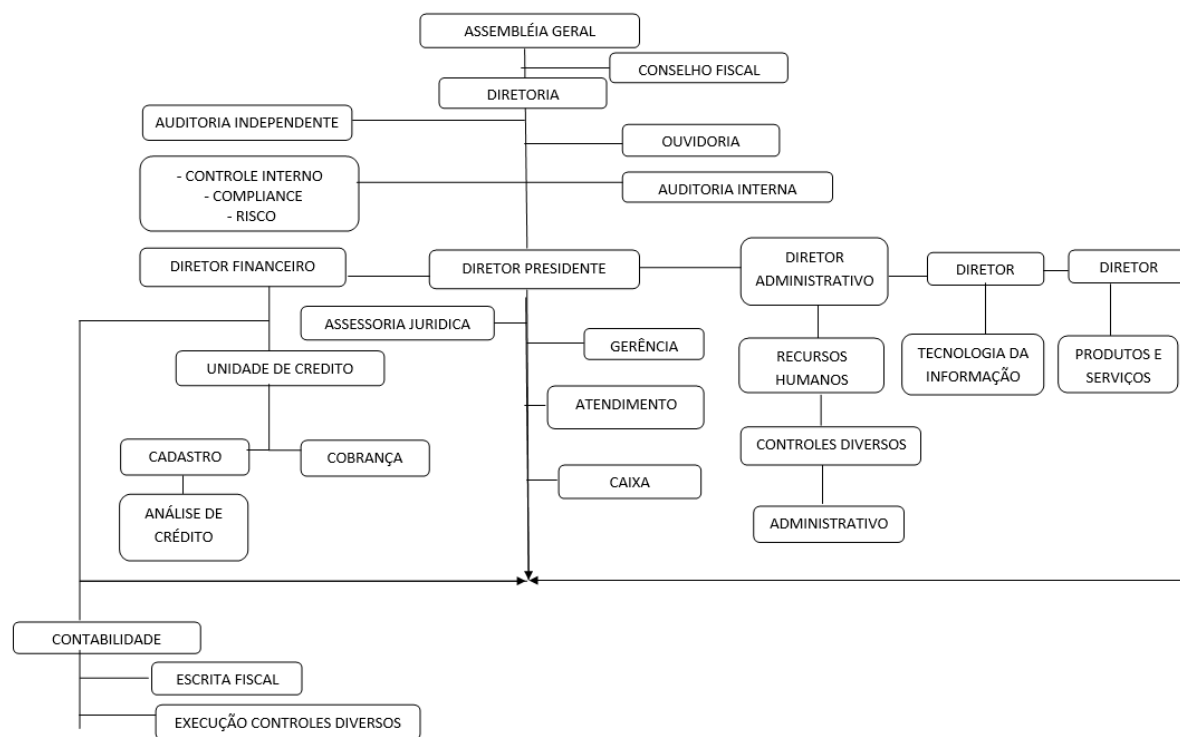 ASSEMBLÉIA GERAL
CONSELHO FISCAL
DIRETORIA
AUDITORIA INDEPENDENTE
OUVIDORIA
- CONTROLE INTERNO
- COMPLIANCE
- RISCO
AUDITORIA INTERNA
DIRETOR FINANCEIRO
DIRETOR PRESIDENTE
DIRETOR
ADMINISTRATIVO
DIRETOR
DIRETOR
ASSESSORIA JURIDICA
GERÊNCIA
RECURSOS
HUMANOS
TECNOLOGIA DA
INFORMAÇÃO
PRODUTOS E
SERVIÇOS
UNIDADE DE CREDITO
ATENDIMENTO
CADASTRO
COBRANÇA
CONTROLES DIVERSOS
CAIXA
ANÁLISE DE
CRÉDITO
ADMINISTRATIVO
CONTABILIDADE
ESCRITA FISCAL
EXECUÇÃO CONTROLES DIVERSOS